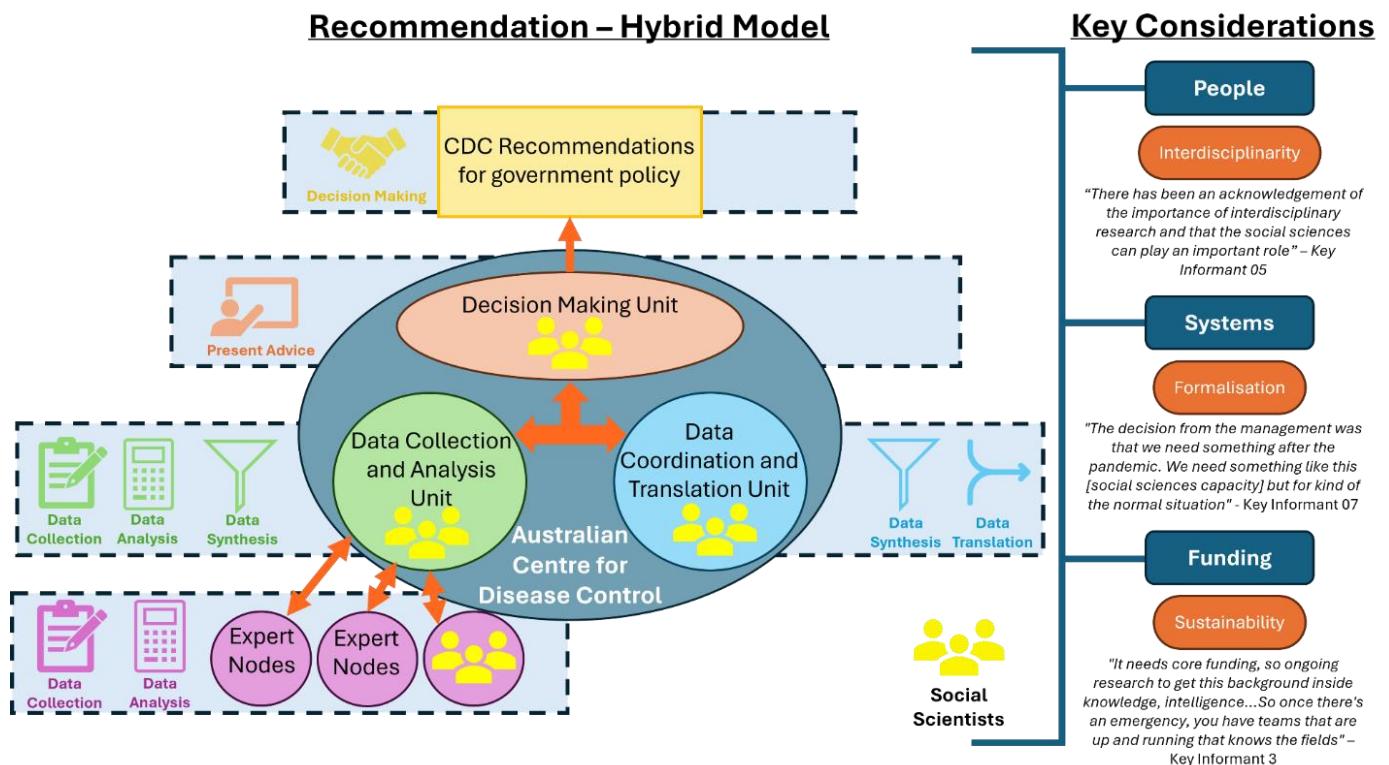 Recommendation – Hybrid Model
CDC Recommendations
for government policy
Decision Making
Decision Making Unit
Present Advice
Data Collection
and Analysis
Unit
Data
Coordination and
Translation Unit
Data
Collection
Data
Analysis
Data
Synthesis
Data
Synthesis
Data
Translation
Australian
Centre for
Disease Control
Data
Collection
Data
Analysis
Expert
Nodes
Expert
Nodes
Social
Scientists
Key Considerations
People
Interdisciplinarity
“There has been an acknowledgement of
the importance of interdisciplinary
research and that the social sciences
can play an important role” – Key
Informant 05
Systems
Formalisation
"The decision from the management was
that we need something after the
pandemic. We need something like this
[social sciences capacity] but for kind of
the normal situation" - Key Informant 07
Funding
Sustainability
"It needs core funding, so ongoing
research to get this background inside
knowledge, intelligence...So once there's
an emergency, you have teams that are
up and running that knows the fields" –
Key Informant 3